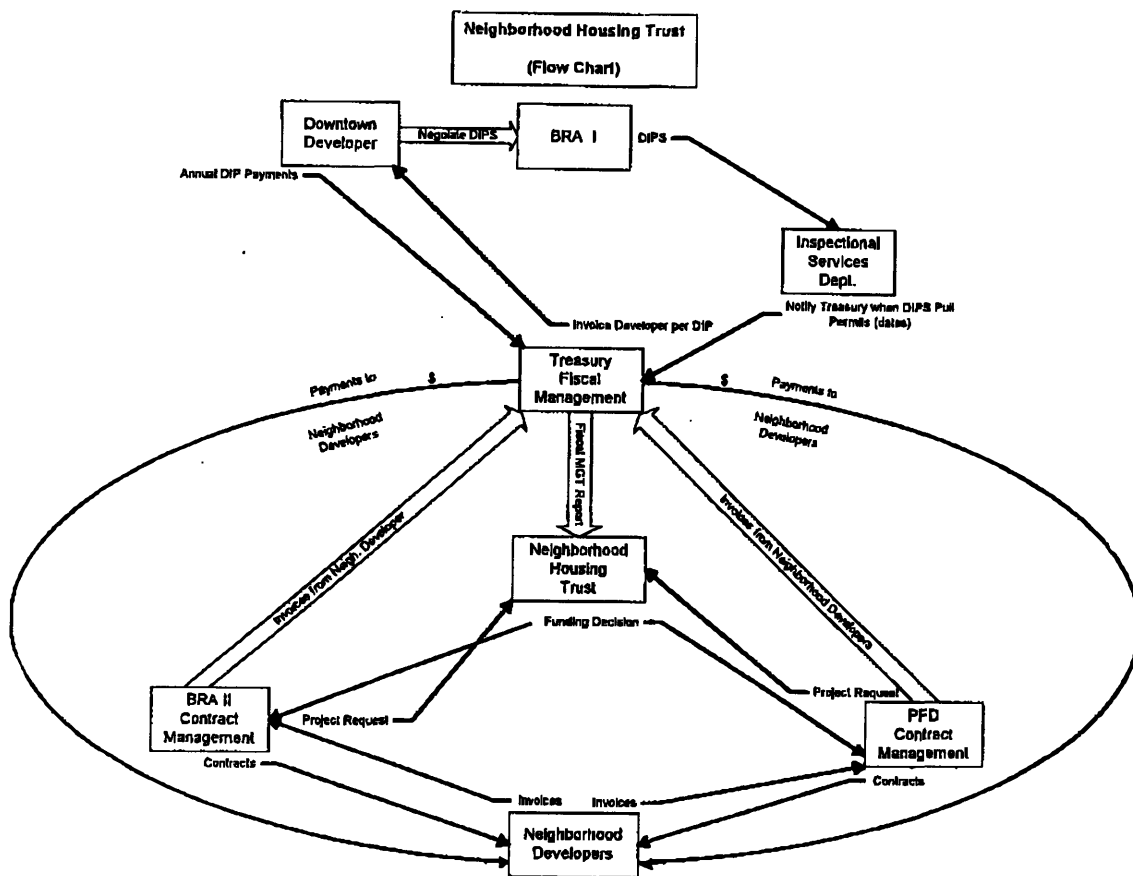 Neighborhood Housing Trust
(Flow Chart)
Downtown
Developer
Negotiate DIPS
BRA I
DIPS
Annual DIP Payments
Inspectional
Services
Dept.
Invoice Developer per DIP
Notify Treasury when DIPS Pull
Permits (dates)
Treasury
Fiscal
Management
Payments to
$
Neighborhood
Developers
$
Payments to
Neighborhood
Developers
Fiscal MGT Report
Invoices from Neigh. Developer
Invoices from Neighborhood Developers
Neighborhood
Housing
Trust
Funding Decision
BRA II
Contract
Management
Project Request
Project Request
PFD
Contract
Management
Contracts
Invoices
Invoices
Contracts
Neighborhood
Developers